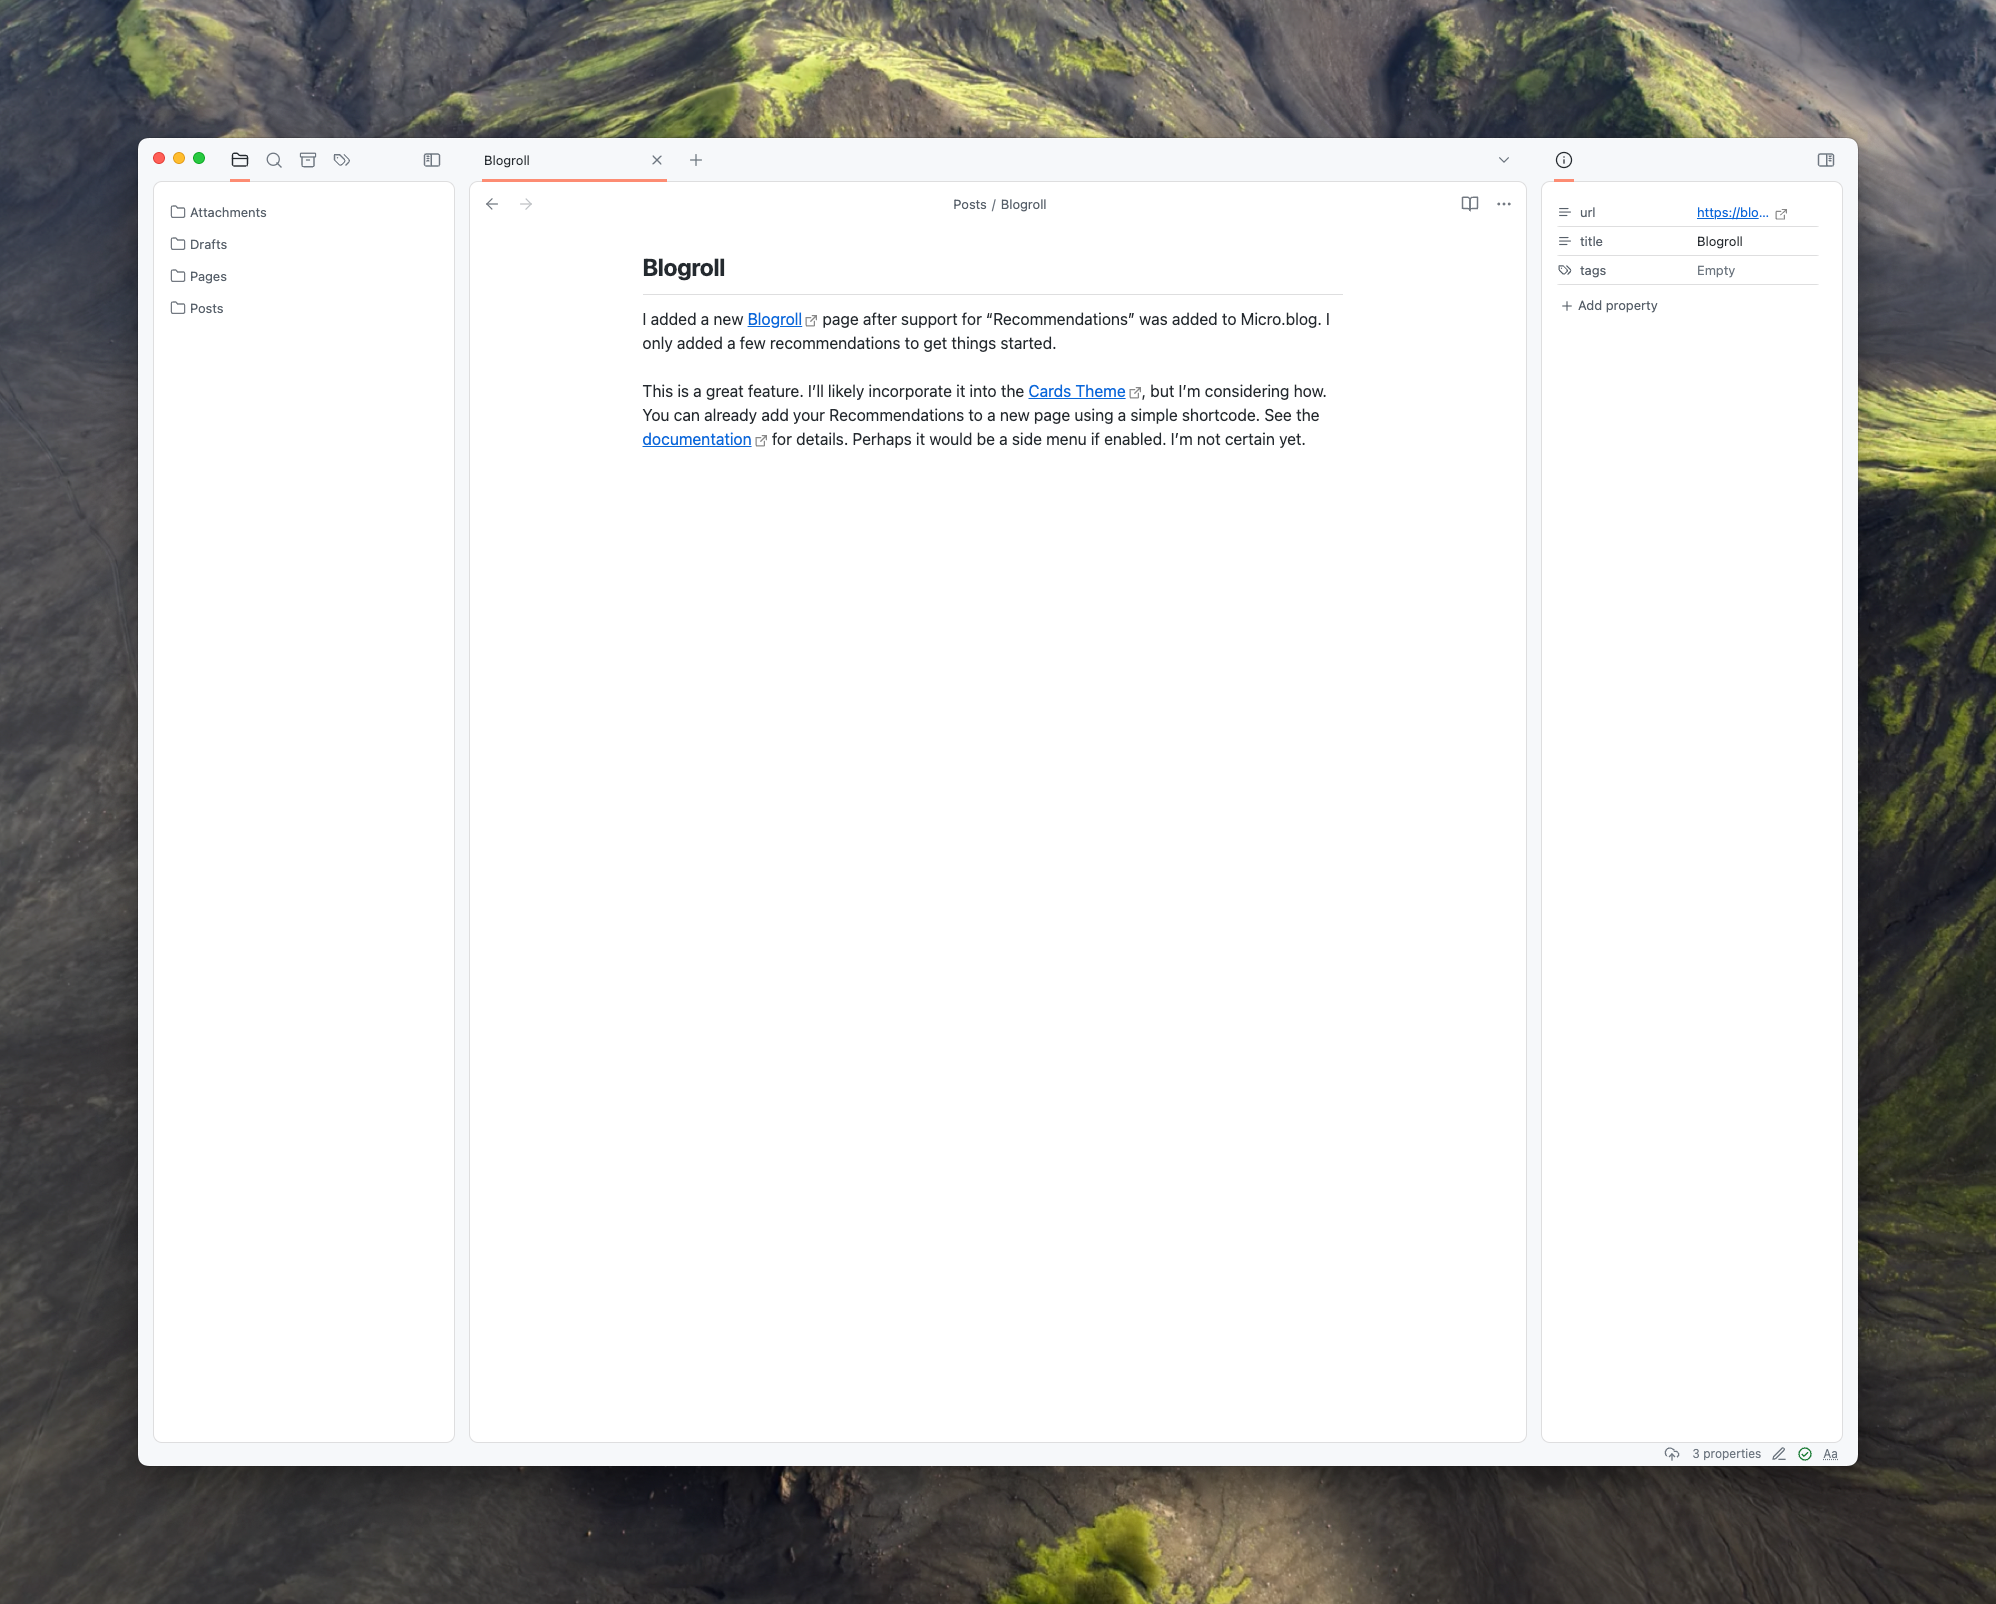 Blogroll
Attachments
Drafts
Pages
Posts
Posts / Blogroll
Blogroll
I added a new Blogroll page after support for “Recommendations” was added to Micro.blog. I
only added a few recommendations to get things started.
This is a great feature. I’ll likely incorporate it into the Cards Theme, but I’m considering how.
You can already add your Recommendations to a new page using a simple shortcode. See the
documentation for details. Perhaps it would be a side menu if enabled. I’m not certain yet.
url https://blo...
title Blogroll
tags Empty
Add property
3 properties Aa